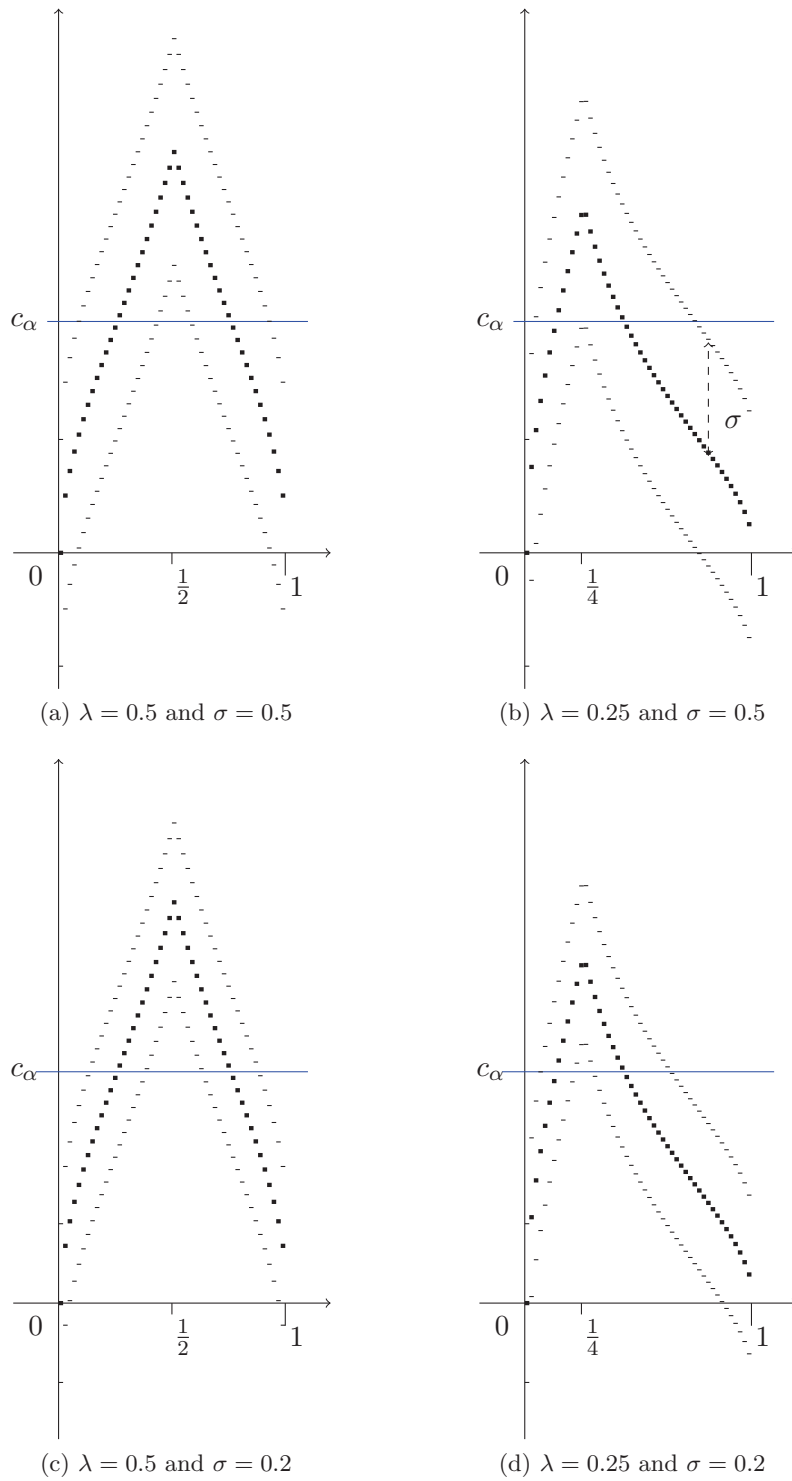 c_α
c_α
σ
0
1/2
1
0
1/4
1
(a) λ = 0.5 and σ = 0.5
(b) λ = 0.25 and σ = 0.5
c_α
c_α
0
1/2
1
0
1/4
1
(c) λ = 0.5 and σ = 0.2
(d) λ = 0.25 and σ = 0.2